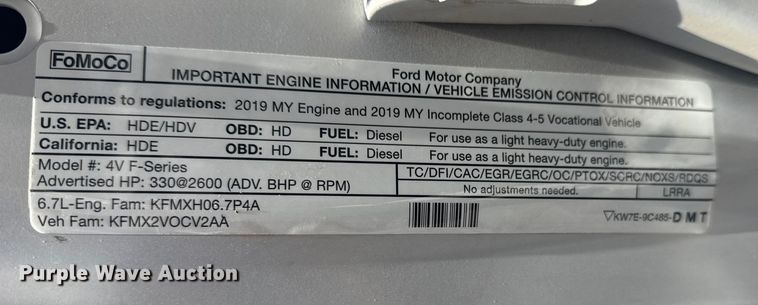 FoMoCo
Ford Motor Company
IMPORTANT ENGINE INFORMATION / VEHICLE EMISSION CONTROL INFORMATION
Conforms to regulations: 2019 MY Engine and 2019 MY Incomplete Class 4-5 Vocational Vehicle
U.S. EPA: HDE/HDV OBD: HD FUEL: Diesel For use as a light heavy-duty engine.
California: HDE OBD: HD FUEL: Diesel For use as a light heavy-duty engine.
Model #: 4V F-Series
TC/DFI/CAC/EGR/EGRC/OC/PTOX/SCRC/NOXS/RDQS
Advertised HP: 330@2600 (ADV. BHP @ RPM)
No adjustments needed. LRRA
6.7L-Eng. Fam: KFMXH06.7P4A
Veh Fam: KFMX2VOCV2AA
KW7E-9C485-DMT
Purple Wave Auction